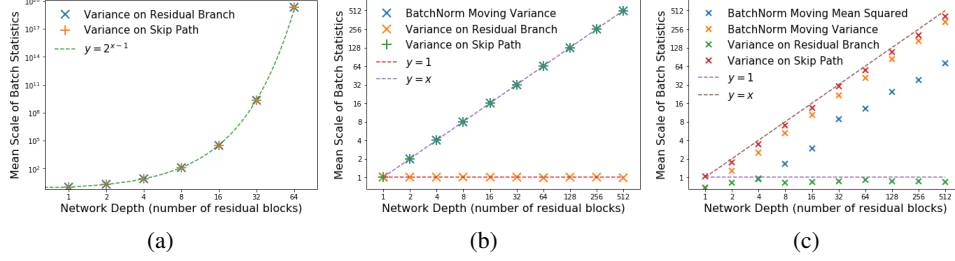 Mean Scale of Batch Statistics
10^20
10^17
10^14
10^11
10^8
10^5
10^2
Variance on Residual Branch
Variance on Skip Path
y = 2^{x−1}
1 2 4 8 16 32 64
Network Depth (number of residual blocks)
(a)
Mean Scale of Batch Statistics
512
256
128
64
32
16
8
4
2
1
BatchNorm Moving Variance
Variance on Residual Branch
Variance on Skip Path
y = 1
y = x
1 2 4 8 16 32 64 128 256 512
Network Depth (number of residual blocks)
(b)
Mean Scale of Batch Statistics
512
256
128
64
32
16
8
4
2
1
BatchNorm Moving Mean Squared
BatchNorm Moving Variance
Variance on Residual Branch
Variance on Skip Path
y = 1
y = x
1 2 4 8 16 32 64 128 256 512
Network Depth (number of residual blocks)
(c)